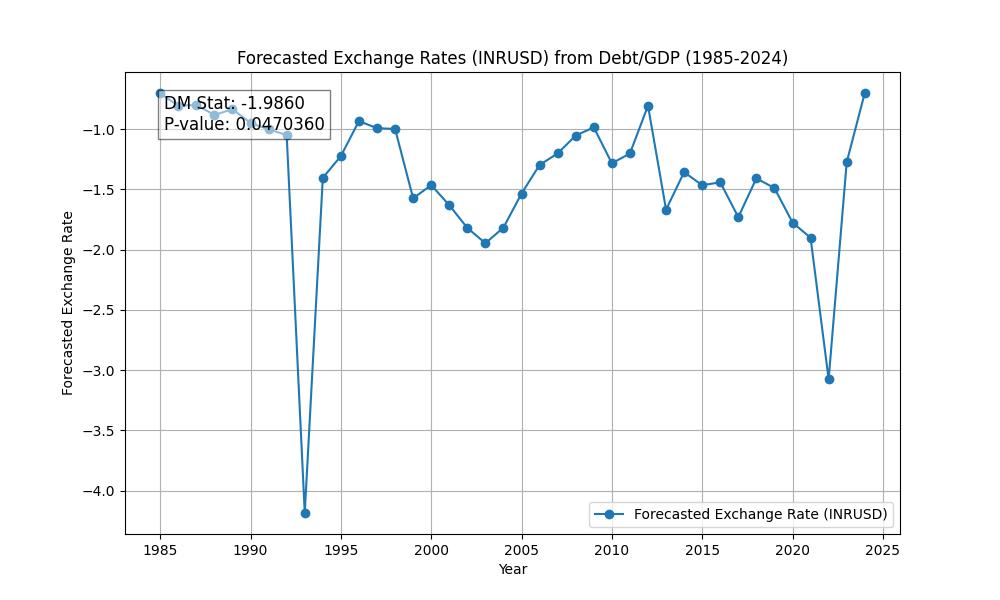 Forecasted Exchange Rates (INRUSD) from Debt/GDP (1985-2024)
DM Stat: -1.9860
P-value: 0.0470360
−1.0
−1.5
−2.0
−2.5
−3.0
−3.5
−4.0
Forecasted Exchange Rate
Forecasted Exchange Rate (INRUSD)
1985 1990 1995 2000 2005 2010 2015 2020 2025
Year